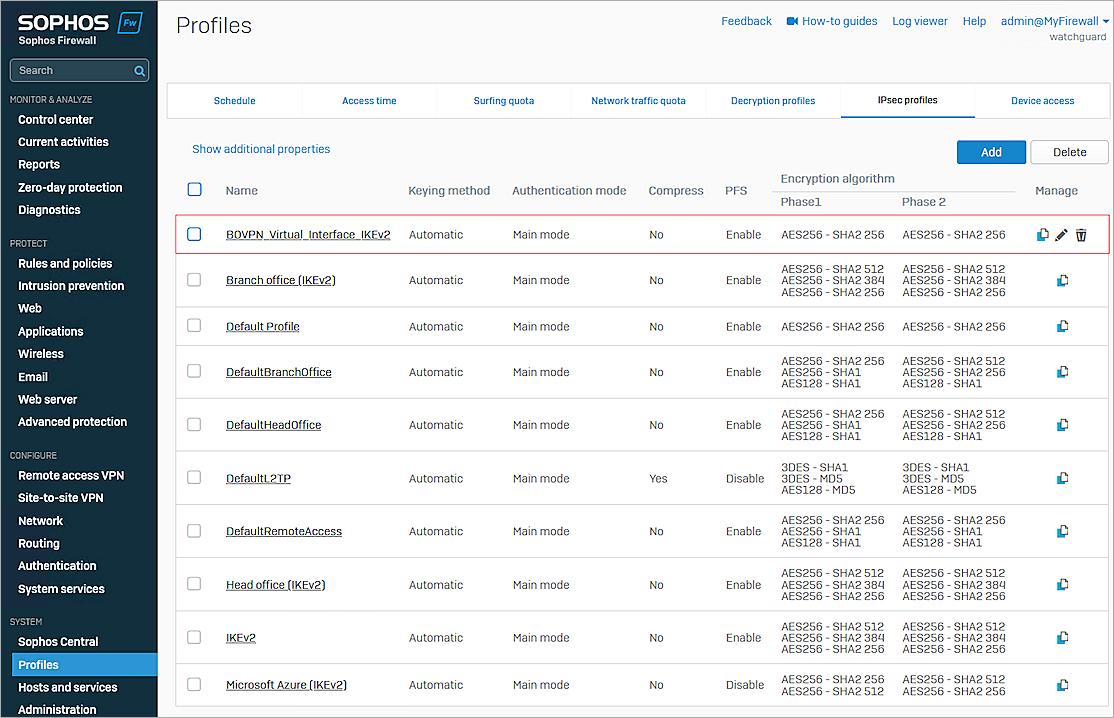 SOPHOS Fw
Sophos Firewall
Search
MONITOR & ANALYZE
Control center
Current activities
Reports
Zero-day protection
Diagnostics
PROTECT
Rules and policies
Intrusion prevention
Web
Applications
Wireless
Email
Web server
Advanced protection
CONFIGURE
Remote access VPN
Site-to-site VPN
Network
Routing
Authentication
System services
SYSTEM
Sophos Central
Profiles
Hosts and services
Administration
Profiles
Feedback How-to guides Log viewer Help admin@MyFirewall
watchguard
Schedule Access time Surfing quota Network traffic quota Decryption profiles IPsec profiles Device access
Show additional properties
Add Delete
Name Keying method Authentication mode Compress PFS Encryption algorithm Manage
Phase1 Phase 2
BOVPN_Virtual_Interface_IKEv2 Automatic Main mode No Enable AES256 - SHA2 256 AES256 - SHA2 256
Branch office (IKEv2) Automatic Main mode No Enable
AES256 - SHA2 512 AES256 - SHA2 512
AES256 - SHA2 384 AES256 - SHA2 384
AES256 - SHA2 256 AES256 - SHA2 256
Default Profile Automatic Main mode No Enable AES256 - SHA2 256 AES256 - SHA2 256
DefaultBranchOffice Automatic Main mode No Enable
AES256 - SHA2 256 AES256 - SHA2 512
AES256 - SHA1 AES256 - SHA2 256
AES128 - SHA1 AES128 - SHA1
DefaultHeadOffice Automatic Main mode No Enable
AES256 - SHA2 256 AES256 - SHA2 512
AES256 - SHA1 AES256 - SHA2 256
AES128 - SHA1 AES128 - SHA1
DefaultL2TP Automatic Main mode Yes Disable
3DES - SHA1 3DES - SHA1
3DES - MD5 3DES - MD5
AES128 - MD5 AES128 - MD5
DefaultRemoteAccess Automatic Main mode No Enable
AES256 - SHA2 256 AES256 - SHA2 256
AES256 - SHA1 AES256 - SHA1
AES128 - SHA1 AES128 - SHA1
Head office (IKEv2) Automatic Main mode No Enable
AES256 - SHA2 512 AES256 - SHA2 512
AES256 - SHA2 384 AES256 - SHA2 384
AES256 - SHA2 256 AES256 - SHA2 256
IKEv2 Automatic Main mode No Enable
AES256 - SHA2 512 AES256 - SHA2 512
AES256 - SHA2 384 AES256 - SHA2 384
AES256 - SHA2 256 AES256 - SHA2 256
Microsoft Azure (IKEv2) Automatic Main mode No Disable
AES256 - SHA2 256 AES256 - SHA2 512
AES256 - SHA2 512 AES256 - SHA2 256